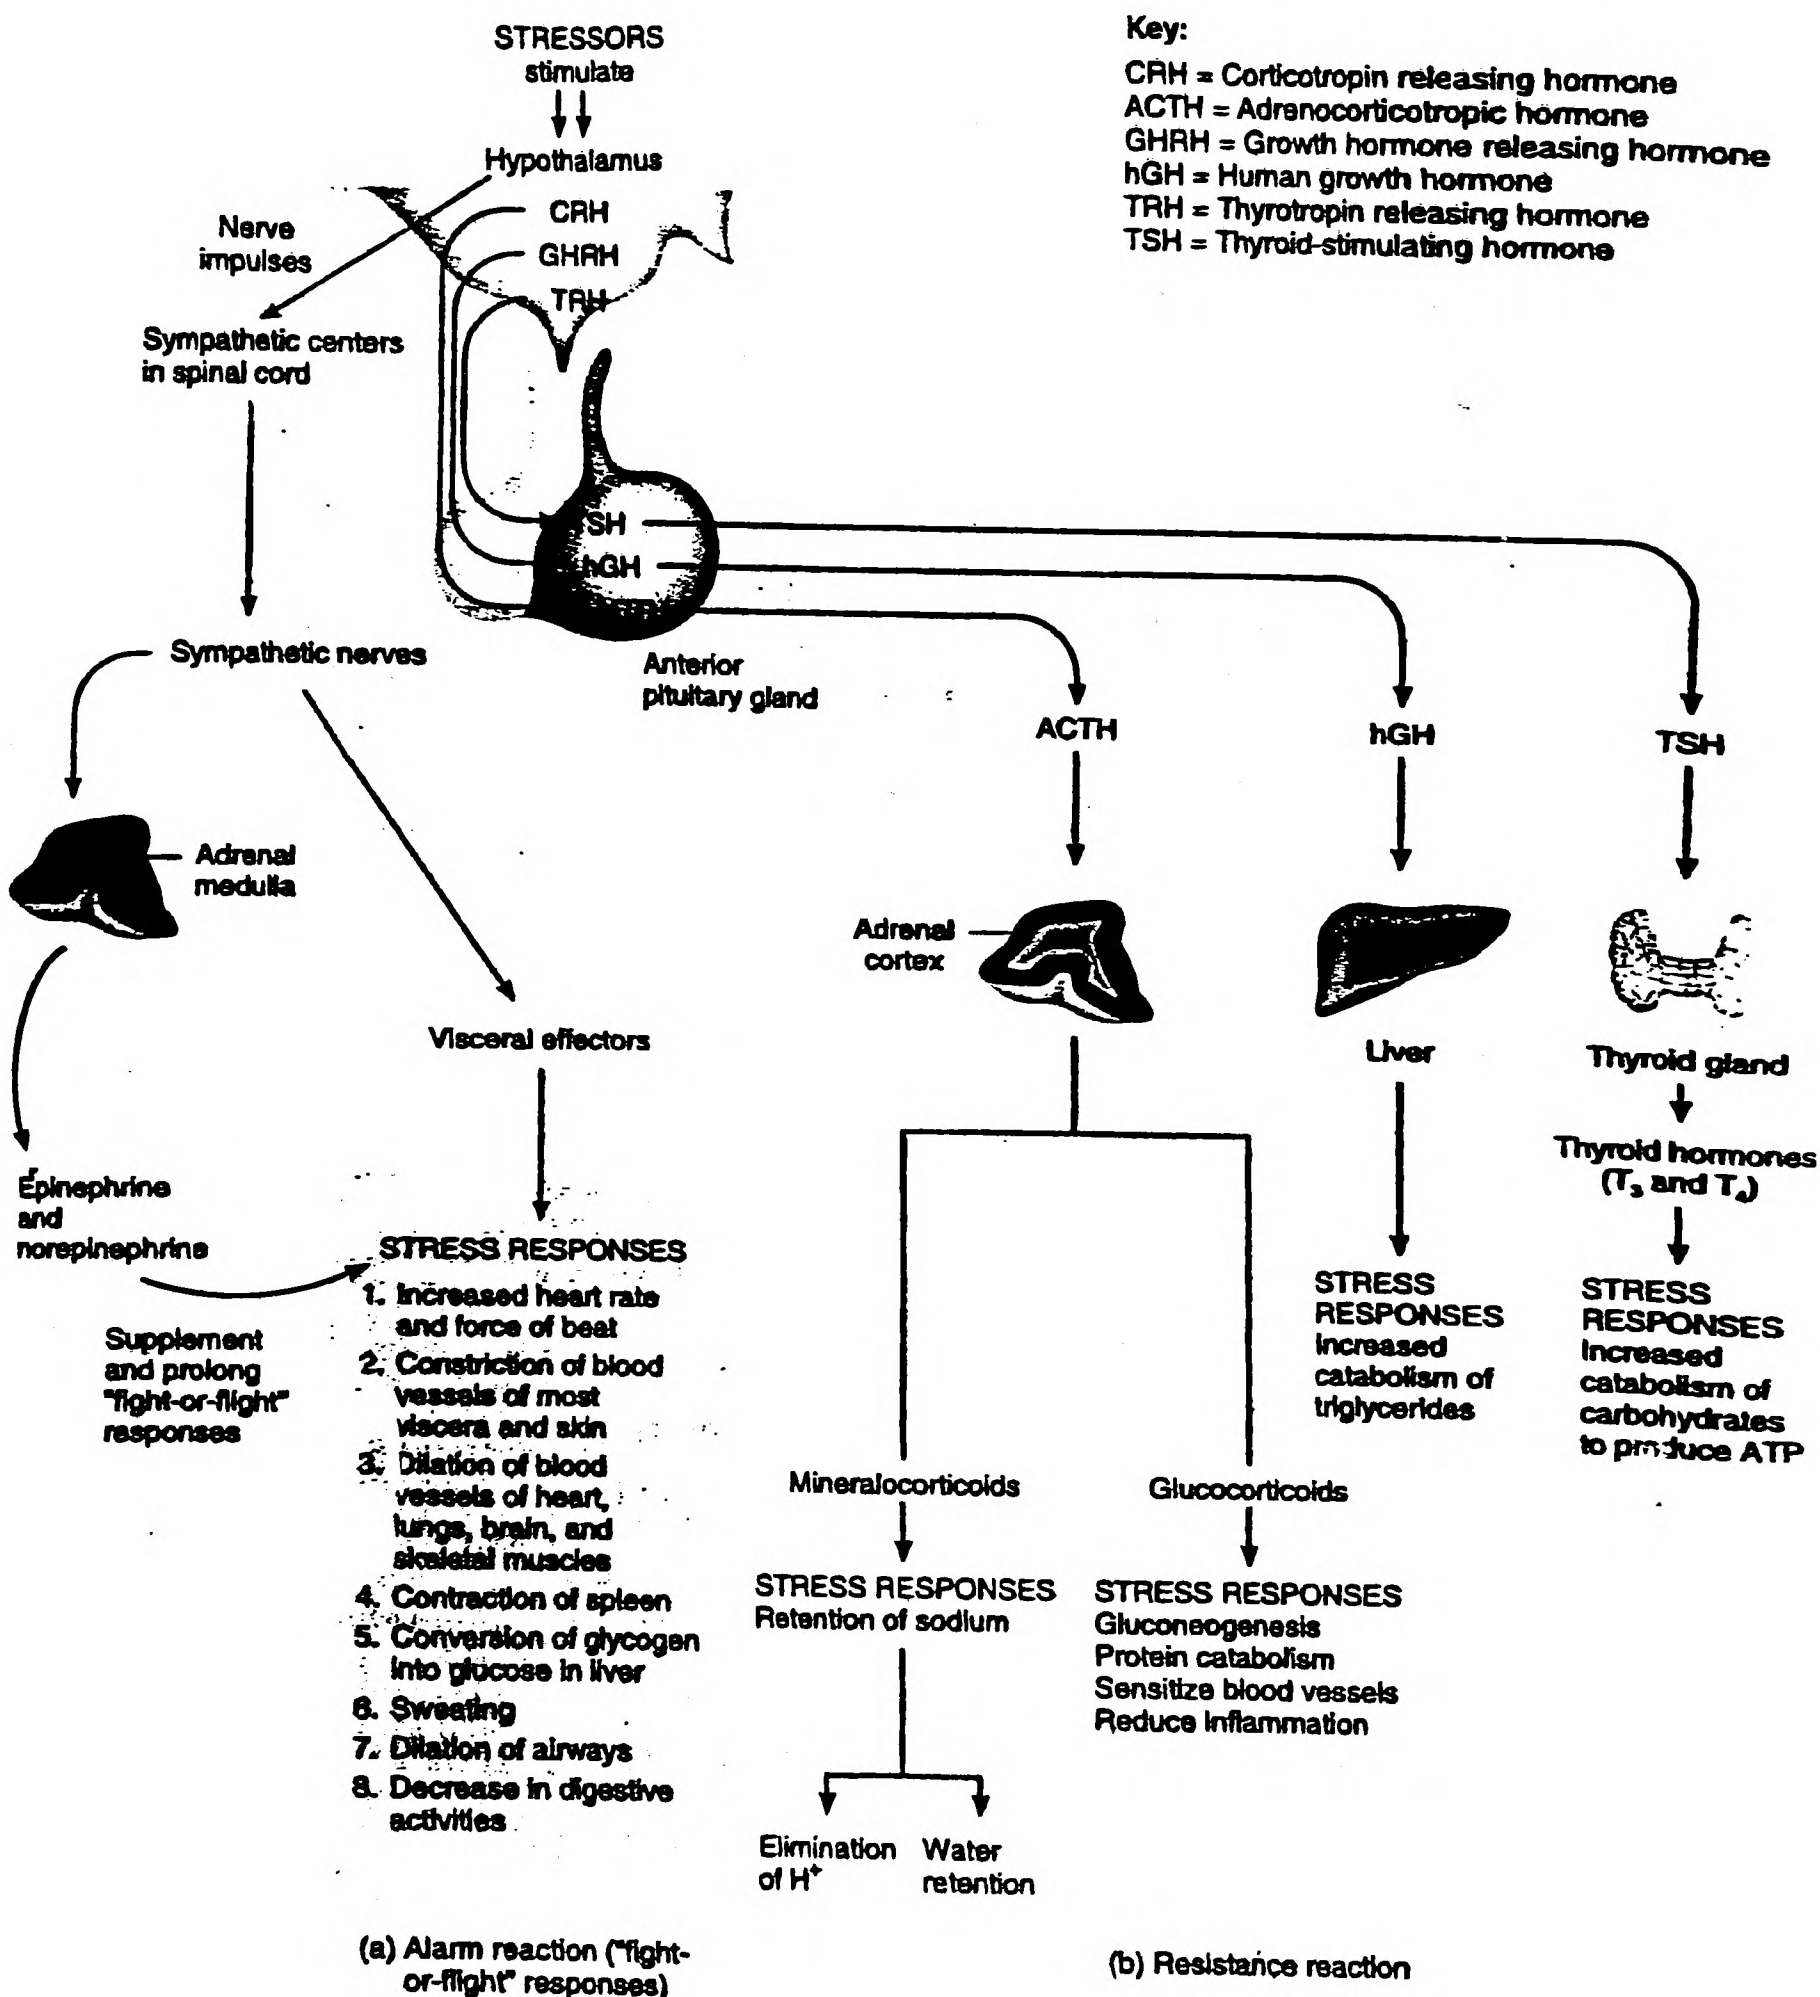 STRESSORS
stimulate
Hypothalamus
CRH
GHRH
TRH
Nerve
impulses
Sympathetic centers
in spinal cord
Key:
CRH = Corticotropin releasing hormone
ACTH = Adrenocorticotropic hormone
GHRH = Growth hormone releasing hormone
hGH = Human growth hormone
TRH = Thyrotropin releasing hormone
TSH = Thyroid-stimulating hormone
SH
hGH
Sympathetic nerves
Anterior
pituitary gland
ACTH
hGH
TSH
Adrenal
medulla
Adrenal
cortex
Liver
Thyroid gland
Thyroid hormones
(T₃ and T₄)
Visceral effectors
Epinephrine
and
norepinephrine
Supplement
and prolong
"fight-or-flight"
responses
STRESS RESPONSES
1. Increased heart rate
and force of beat
2. Constriction of blood
vessels of most
viscera and skin
3. Dilation of blood
vessels of heart,
lungs, brain, and
skeletal muscles
4. Contraction of spleen
5. Conversion of glycogen
into glucose in liver
6. Sweating
7. Dilation of airways
8. Decrease in digestive
activities
Mineralocorticoids
STRESS RESPONSES
Retention of sodium
Elimination
of H⁺
Water
retention
Glucocorticoids
STRESS RESPONSES
Gluconeogenesis
Protein catabolism
Sensitize blood vessels
Reduce inflammation
STRESS
RESPONSES
Increased
catabolism of
triglycerides
STRESS
RESPONSES
Increased
catabolism of
carbohydrates
to produce ATP
(a) Alarm reaction ("fight-
or-flight" responses)
(b) Resistance reaction